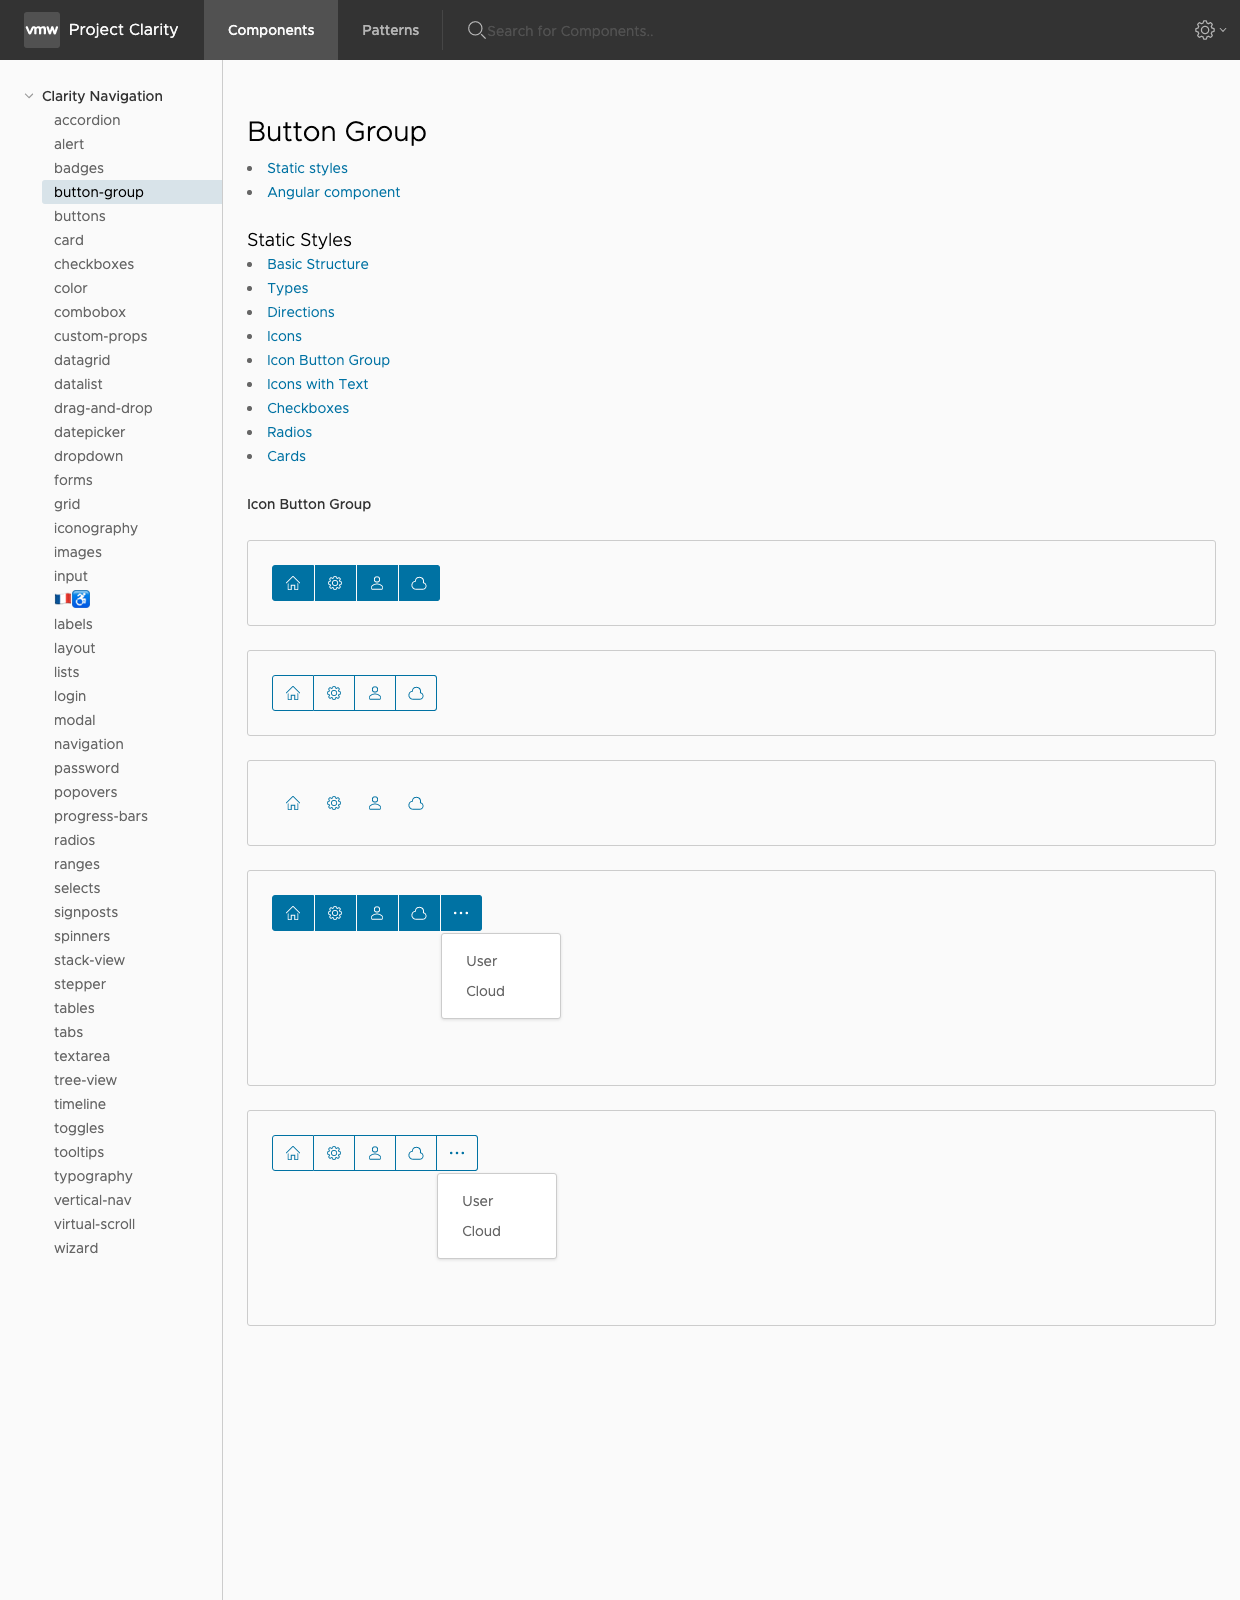 vmw Project Clarity Components Patterns Search for Components..
Clarity Navigation
accordion
alert
badges
button-group
buttons
card
checkboxes
color
combobox
custom-props
datagrid
datalist
drag-and-drop
datepicker
dropdown
forms
grid
iconography
images
input
🇫🇷♿
labels
layout
lists
login
modal
navigation
password
popovers
progress-bars
radios
ranges
selects
signposts
spinners
stack-view
stepper
tables
tabs
textarea
tree-view
timeline
toggles
tooltips
typography
vertical-nav
virtual-scroll
wizard
Button Group
Static styles
Angular component
Static Styles
Basic Structure
Types
Directions
Icons
Icon Button Group
Icons with Text
Checkboxes
Radios
Cards
Icon Button Group
User
Cloud
User
Cloud